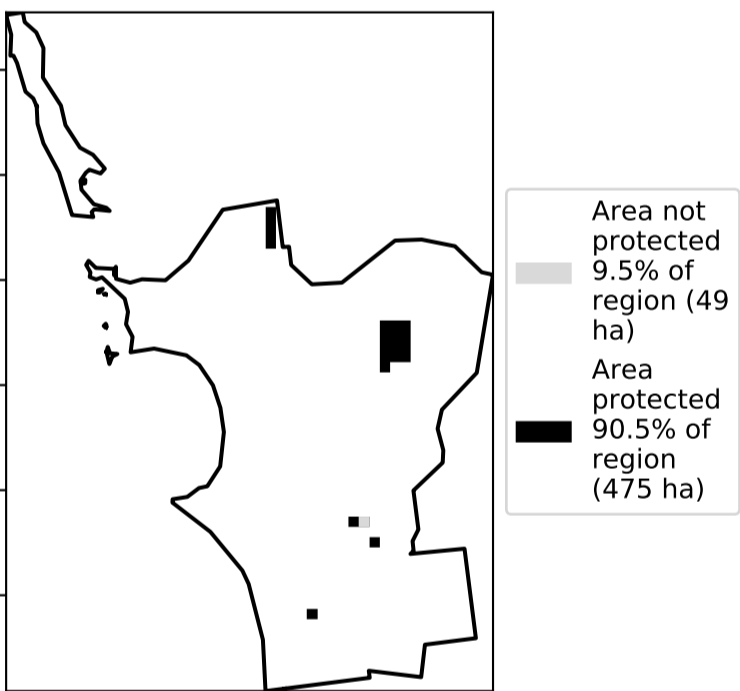 Area not
protected
9.5% of
region (49
ha)
Area
protected
90.5% of
region
(475 ha)